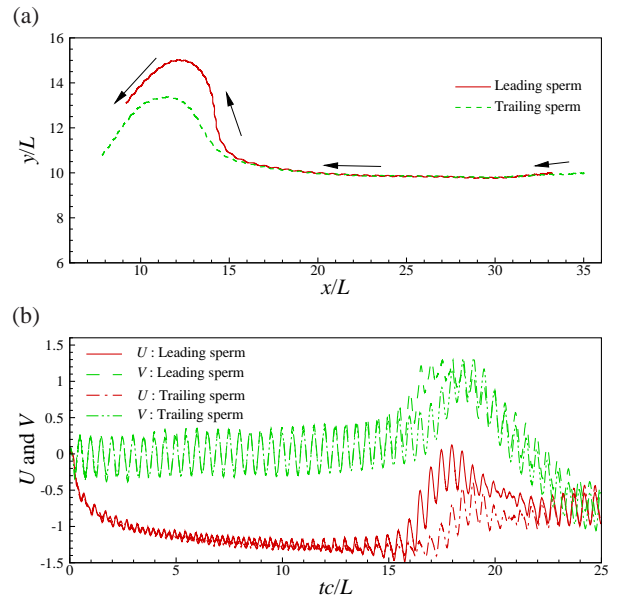 (a)
16
14
12
10
8
6
y/L
10
15
20
25
30
35
x/L
Leading sperm
Trailing sperm
(b)
1.5
1
0.5
0
-0.5
-1
-1.5
U and V
0
5
10
15
20
25
tc/L
U : Leading sperm
V : Leading sperm
U : Trailing sperm
V : Trailing sperm